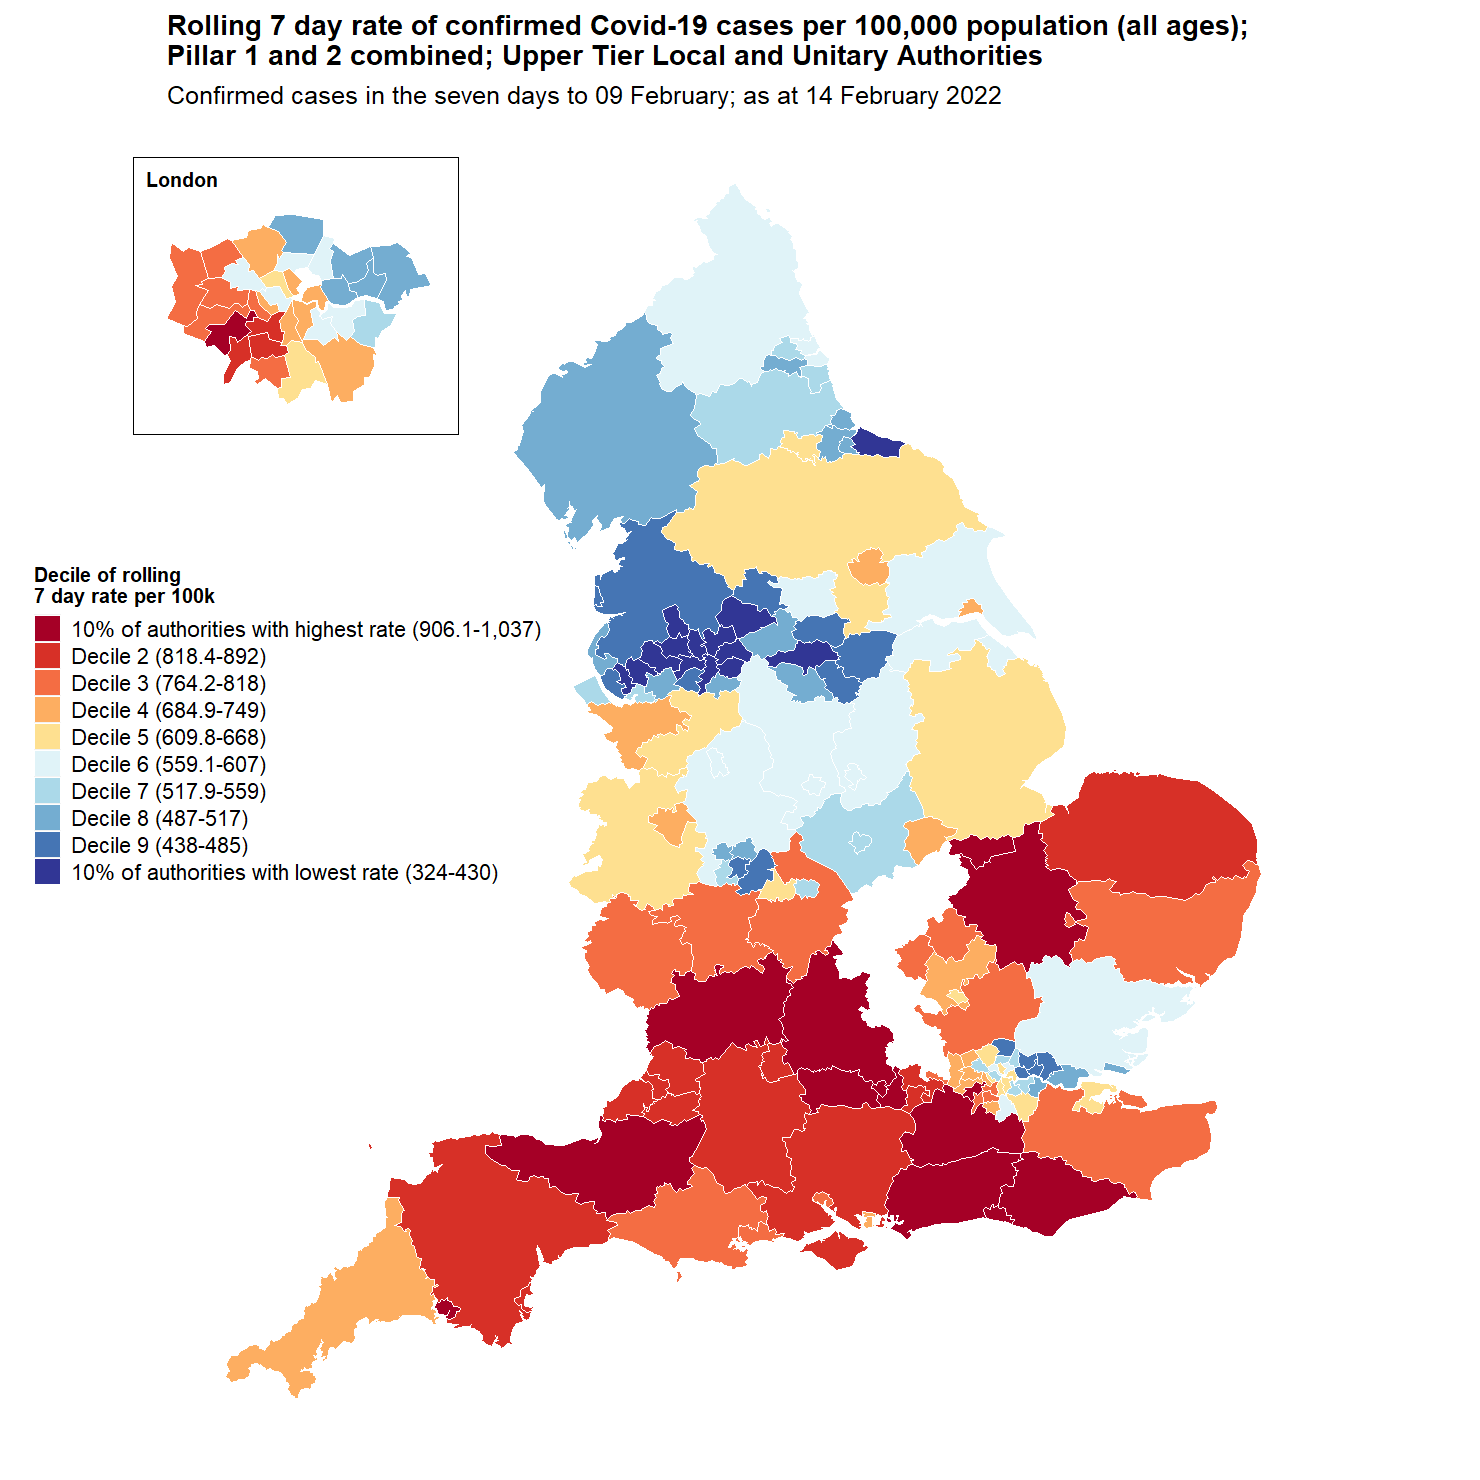 Rolling 7 day rate of confirmed Covid-19 cases per 100,000 population (all ages);
Pillar 1 and 2 combined; Upper Tier Local and Unitary Authorities
Confirmed cases in the seven days to 09 February; as at 14 February 2022
London
Decile of rolling
7 day rate per 100k
10% of authorities with highest rate (906.1-1,037)
Decile 2 (818.4-892)
Decile 3 (764.2-818)
Decile 4 (684.9-749)
Decile 5 (609.8-668)
Decile 6 (559.1-607)
Decile 7 (517.9-559)
Decile 8 (487-517)
Decile 9 (438-485)
10% of authorities with lowest rate (324-430)